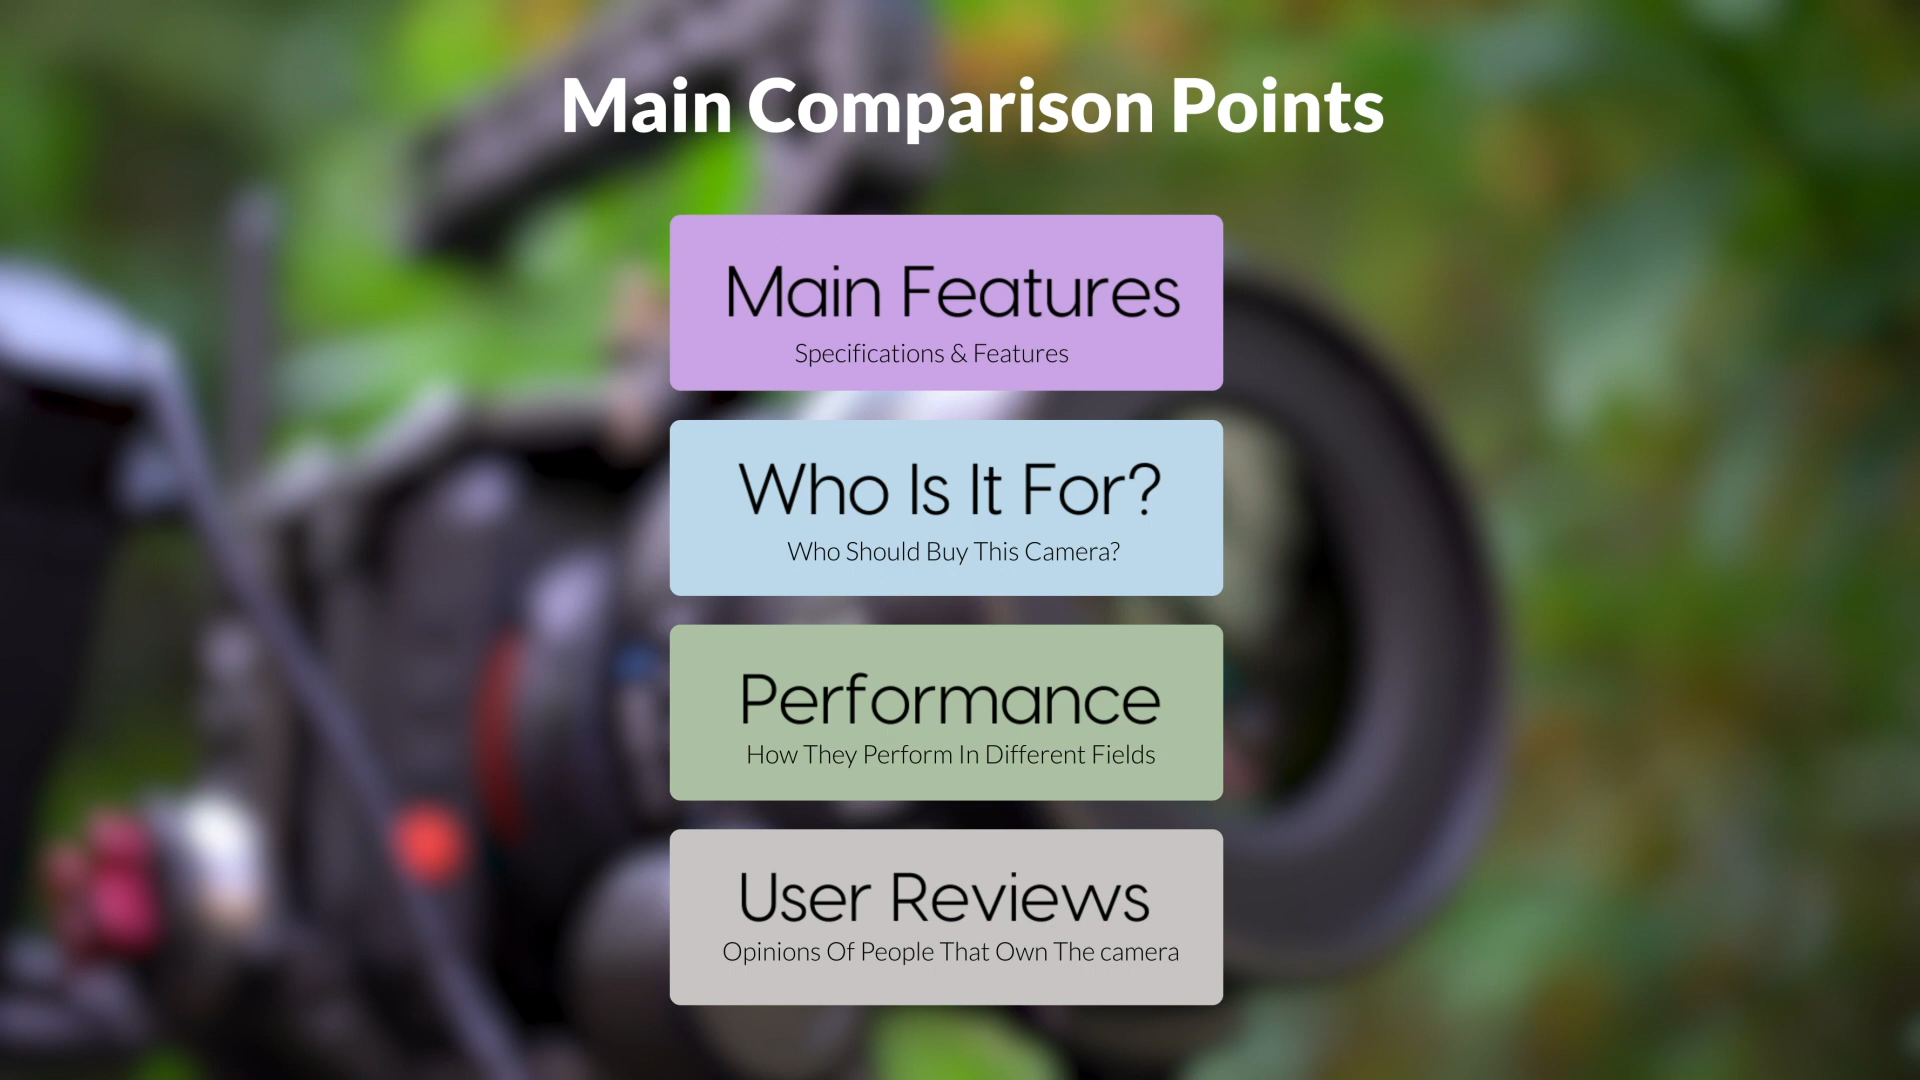 Main Comparison Points
Main Features
Specifications & Features
Who Is It For?
Who Should Buy This Camera?
Performance
How They Perform In Different Fields
User Reviews
Opinions Of People That Own The camera